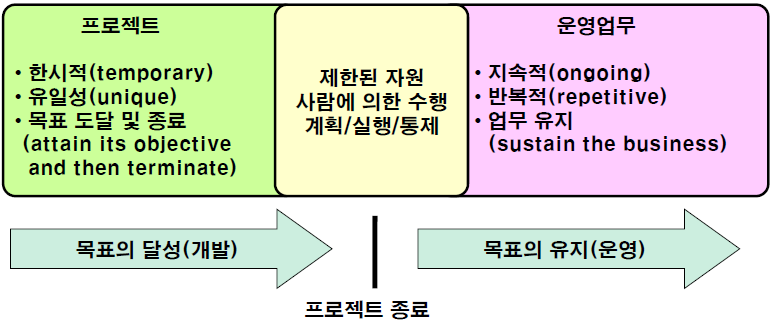 프로젝트
• 한시적(temporary)
• 유일성(unique)
• 목표 도달 및 종료
(attain its objective
and then terminate)
제한된 자원
사람에 의한 수행
계획/실행/통제
운영업무
• 지속적(ongoing)
• 반복적(repetitive)
• 업무 유지
(sustain the business)
목표의 달성(개발)
목표의 유지(운영)
프로젝트 종료